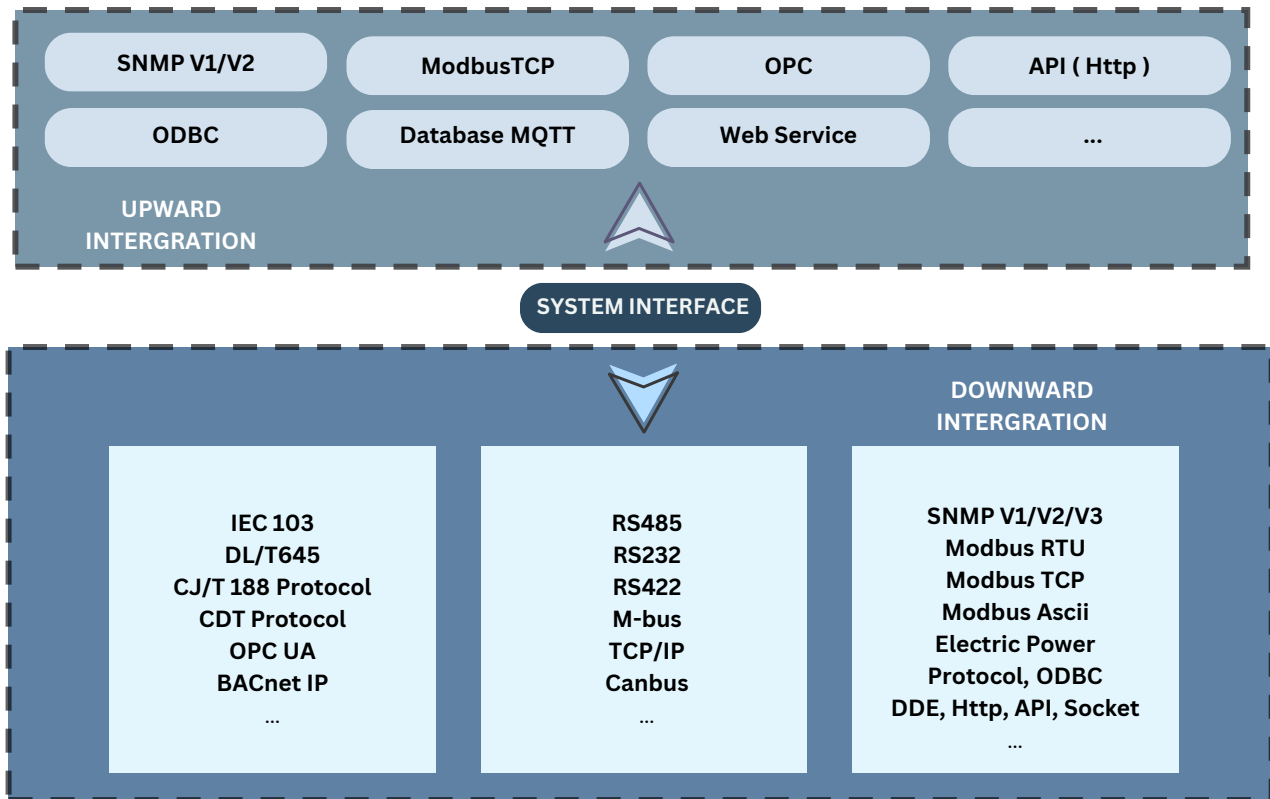 SNMP V1/V2
ModbusTCP
OPC
API ( Http )
ODBC
Database MQTT
Web Service
...
UPWARD
INTERGRATION
SYSTEM INTERFACE
DOWNWARD
INTERGRATION
IEC 103
DL/T645
CJ/T 188 Protocol
CDT Protocol
OPC UA
BACnet IP
...
RS485
RS232
RS422
M-bus
TCP/IP
Canbus
...
SNMP V1/V2/V3
Modbus RTU
Modbus TCP
Modbus Ascii
Electric Power
Protocol, ODBC
DDE, Http, API, Socket
...